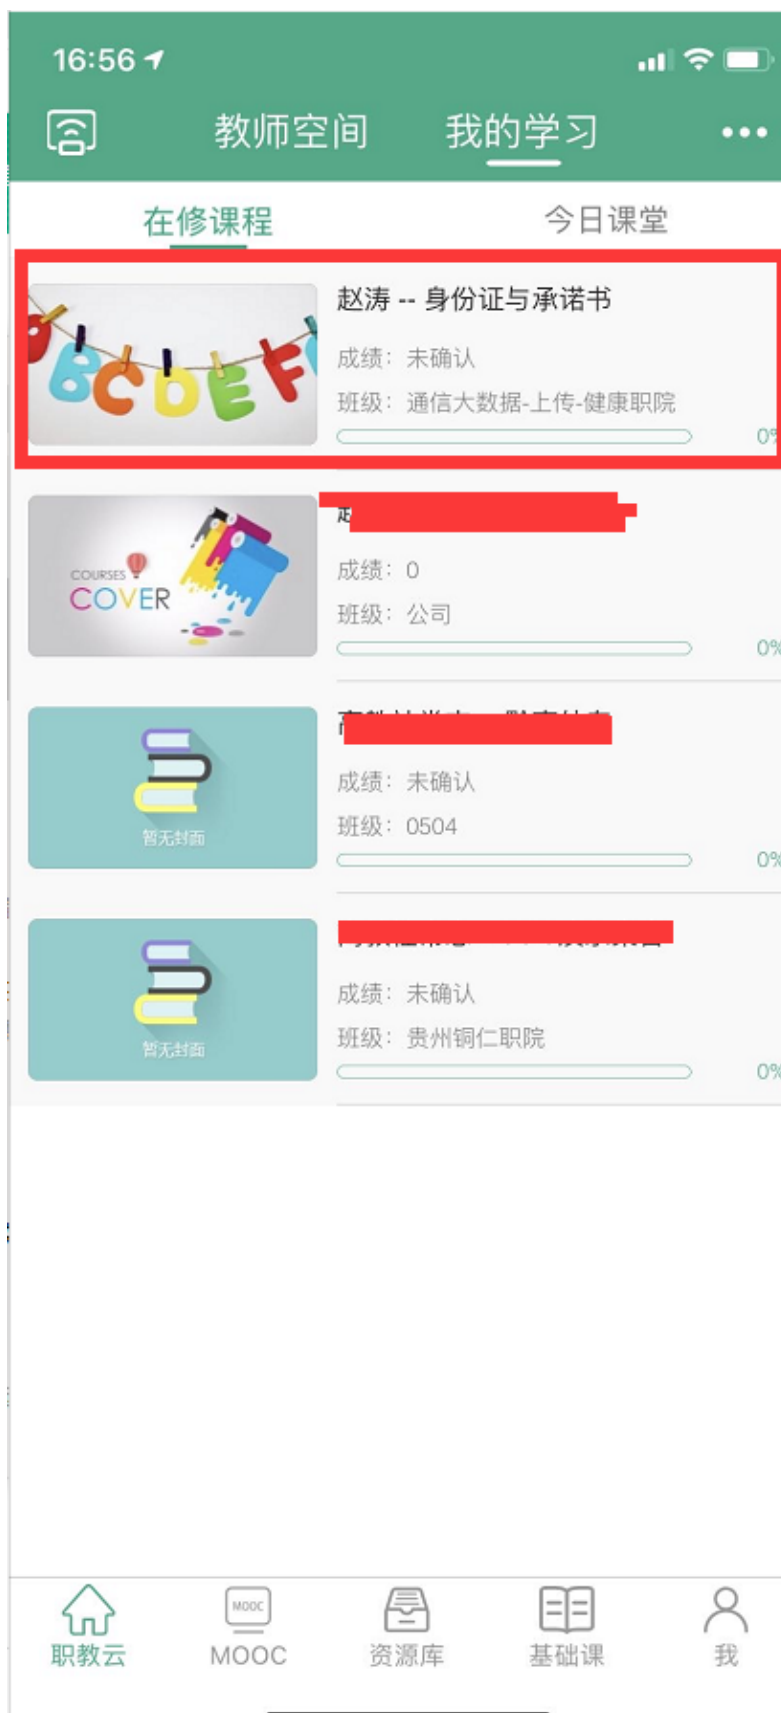 16:56
教师空间 我的学习
在修课程 今日课堂
赵涛 -- 身份证与承诺书
成绩：未确认
班级：通信大数据-上传-健康职院
0%
BCDEF
COURSES
COVER
成绩：0
班级：公司
0%
暂无封面
成绩：未确认
班级：0504
0%
暂无封面
成绩：未确认
班级：贵州铜仁职院
0%
MOOC
职教云 MOOC 资源库 基础课 我